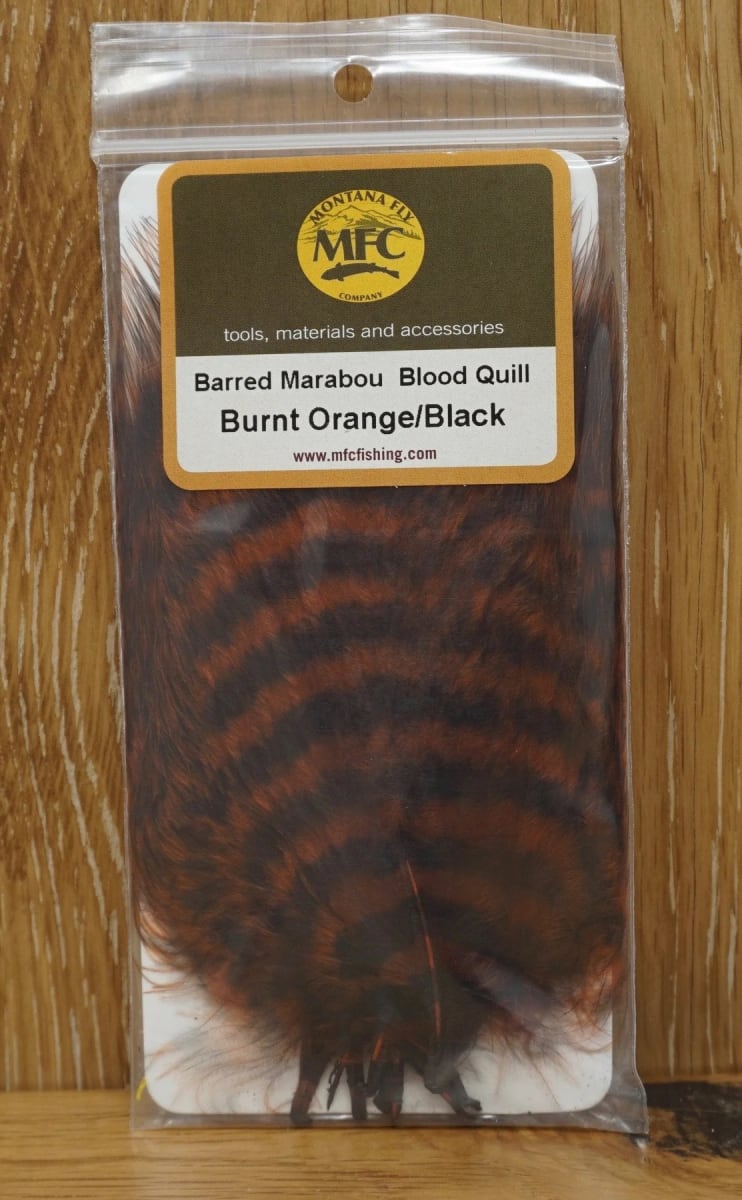 MONTANA FLY
MFC
COMPANY
tools, materials and accessories
Barred Marabou Blood Quill
Burnt Orange/Black
www.mfcfishing.com